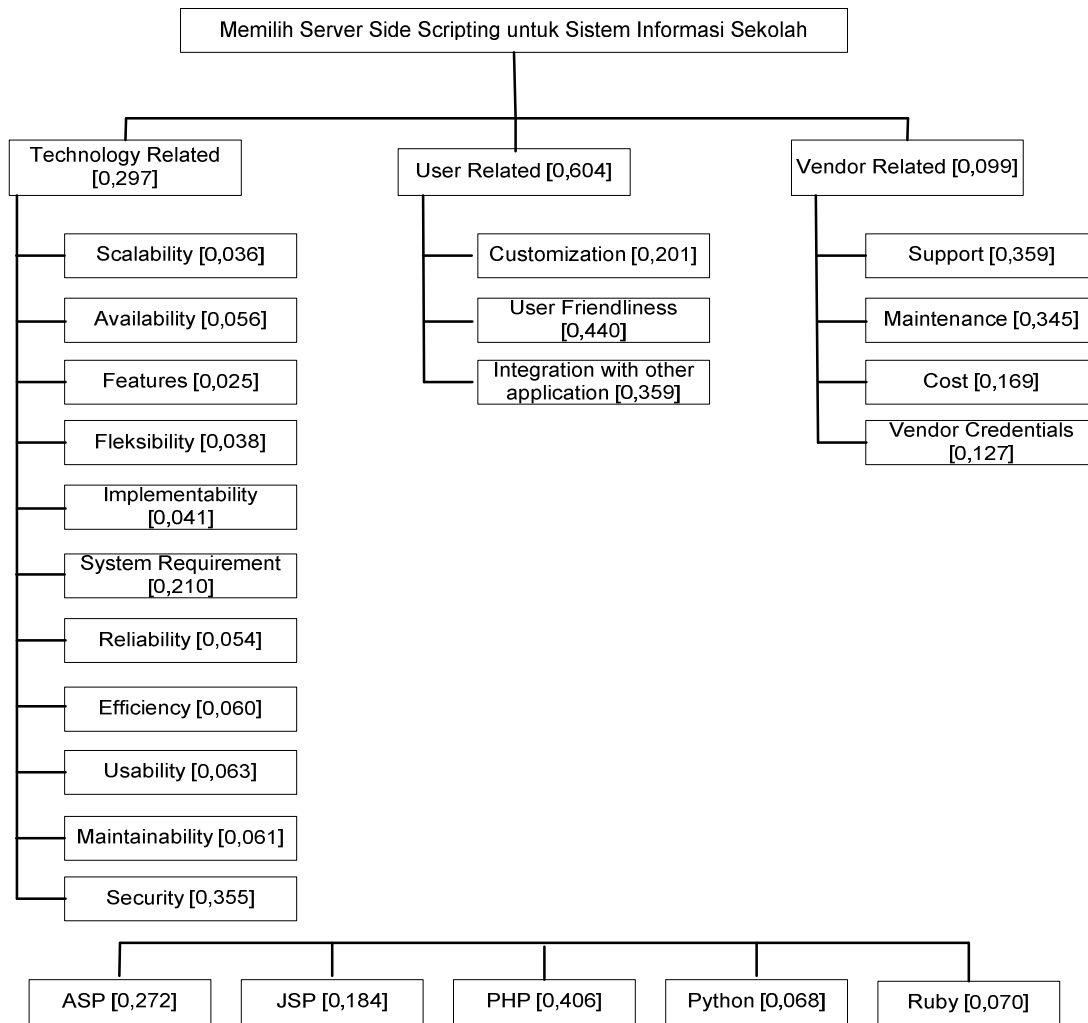 Memilih Server Side Scripting untuk Sistem Informasi Sekolah
Technology Related
[0,297]
User Related [0,604]
Vendor Related [0,099]
Scalability [0,036]
Availability [0,056]
Features [0,025]
Fleksibility [0,038]
Implementability
[0,041]
System Requirement
[0,210]
Reliability [0,054]
Efficiency [0,060]
Usability [0,063]
Maintainability [0,061]
Security [0,355]
Customization [0,201]
User Friendliness
[0,440]
Integration with other
application [0,359]
Support [0,359]
Maintenance [0,345]
Cost [0,169]
Vendor Credentials
[0,127]
ASP [0,272]
JSP [0,184]
PHP [0,406]
Python [0,068]
Ruby [0,070]